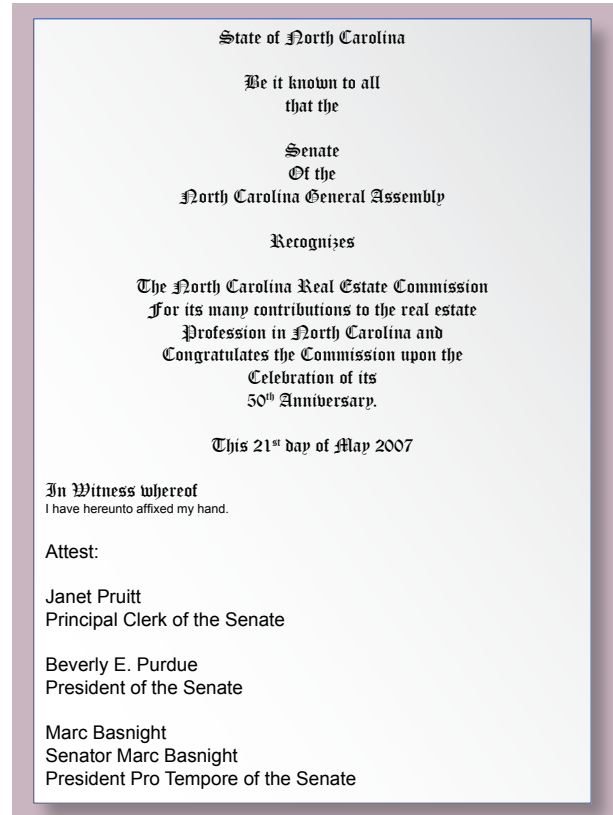 State of North Carolina
Be it known to all
that the
Senate
Of the
North Carolina General Assembly
Recognizes
The North Carolina Real Estate Commission
For its many contributions to the real estate
Profession in North Carolina and
Congratulates the Commission upon the
Celebration of its
50th Anniversary.
This 21st day of May 2007
In Witness whereof
I have hereunto affixed my hand.
Attest:
Janet Pruitt
Principal Clerk of the Senate
Beverly E. Purdue
President of the Senate
Marc Basnight
Senator Marc Basnight
President Pro Tempore of the Senate